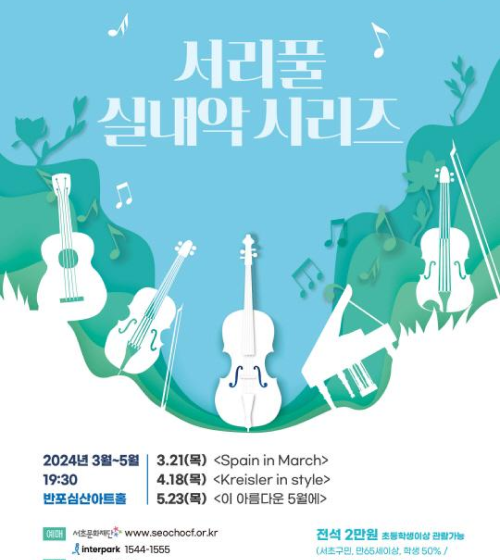 서리풀
실내악 시리즈
2024년 3월~5월
19:30
반포심산아트홀
3.21(목) <Spain in March>
4.18(목) <Kreisler in style>
5.23(목) <이 아름다운 5월에>
예매 서초문화재단 www.seochocf.or.kr
interpark 1544-1555
전석 2만원 초등학생이상 관람가능
(서초구민, 만65세이상, 학생 50% /